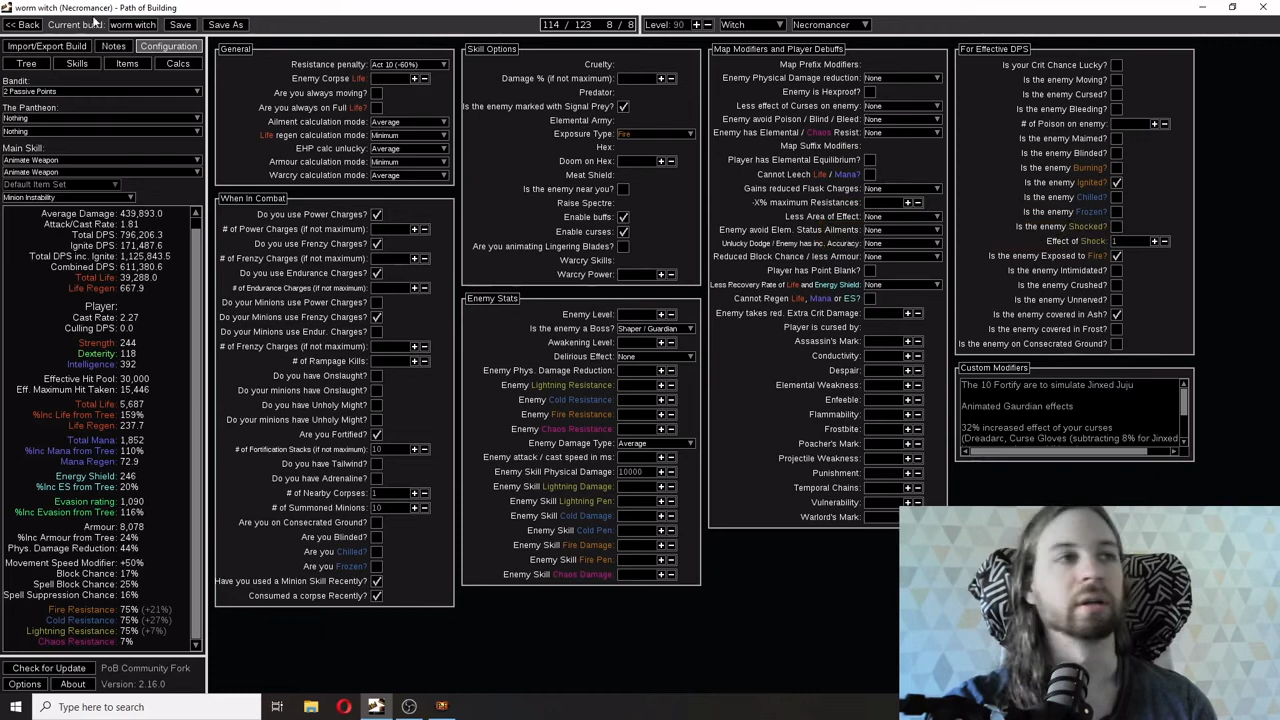 worm witch (Necromancer) - Path of Building
<< Back Current build: worm witch Save Save As 114 / 123 8 / 8 Level: 90 Witch Necromancer
Import/Export Build Notes Configuration
Tree Skills Items Calcs
Bandit:
2 Passive Points
The Pantheon:
Nothing
Nothing
Main Skill:
Animate Weapon
Animate Weapon
Default Item Set
Minion Instability
Average Damage: 439,893.0
Attack/Cast Rate: 1.81
Total DPS: 796,206.3
Ignite DPS: 171,487.6
Total DPS inc. Ignite: 1,125,843.5
Combined DPS: 611,380.6
Total Life: 39,288.0
Life Regen: 667.9
Player:
Cast Rate: 2.27
Culling DPS: 0.0
Strength: 244
Dexterity: 118
Intelligence: 392
Effective Hit Pool: 30,000
Eff. Maximum Hit Taken: 15,446
Total Life: 5,687
%Inc Life from Tree: 159%
Life Regen: 237.7
Total Mana: 1,852
%Inc Mana from Tree: 110%
Mana Regen: 72.9
Energy Shield: 246
%Inc ES from Tree: 20%
Evasion rating: 1,090
%Inc Evasion from Tree: 116%
Armour: 8,078
%Inc Armour from Tree: 24%
Phys. Damage Reduction: 44%
Movement Speed Modifier: +50%
Block Chance: 17%
Spell Block Chance: 25%
Spell Suppression Chance: 16%
Fire Resistance: 75% (+21%)
Cold Resistance: 75% (+27%)
Lightning Resistance: 75% (+7%)
Chaos Resistance: 7%
Check for Update PoB Community Fork
Options About Version: 2.16.0
General
Resistance penalty: Act 10 (-60%)
Enemy Corpse Life:
Are you always moving?
Are you always on Full Life?
Ailment calculation mode: Average
Life regen calculation mode: Minimum
EHP calc unlucky: Average
Armour calculation mode: Minimum
Warcry calculation mode: Average
When In Combat
Do you use Power Charges?
# of Power Charges (if not maximum):
Do you use Frenzy Charges?
# of Frenzy Charges (if not maximum):
Do you use Endurance Charges?
# of Endurance Charges (if not maximum):
Do your Minions use Power Charges?
Do your Minions use Frenzy Charges?
Do your Minions use Endur. Charges?
# of Frenzy Charges (if not maximum):
# of Rampage Kills:
Do you have Onslaught?
Do your minions have Onslaught?
Do you have Unholy Might?
Do your minions have Unholy Might?
Are you Fortified?
# of Fortification Stacks (if not maximum): 10
Do you have Tailwind?
Do you have Adrenaline?
# of Nearby Corpses: 1
# of Summoned Minions: 10
Are you on Consecrated Ground?
Are you Blinded?
Are you Chilled?
Are you Frozen?
Have you used a Minion Skill Recently?
Consumed a corpse Recently?
Skill Options
Cruelty:
Damage % (if not maximum):
Predator:
Is the enemy marked with Signal Prey?
Elemental Army:
Exposure Type: Fire
Hex:
Doom on Hex:
Meat Shield:
Is the enemy near you?
Raise Spectre:
Enable buffs:
Enable curses:
Are you animating Lingering Blades?
Warcry Skills:
Warcry Power:
Enemy Stats
Enemy Level:
Is the enemy a Boss? Shaper / Guardian
Awakening Level:
Delirious Effect: None
Enemy Phys. Damage Reduction:
Enemy Lightning Resistance:
Enemy Cold Resistance:
Enemy Fire Resistance:
Enemy Chaos Resistance:
Enemy Damage Type: Average
Enemy attack / cast speed in ms:
Enemy Skill Physical Damage: 10000
Enemy Skill Lightning Damage:
Enemy Skill Lightning Pen:
Enemy Skill Cold Damage:
Enemy Skill Cold Pen:
Enemy Skill Fire Damage:
Enemy Skill Fire Pen:
Enemy Skill Chaos Damage:
Map Modifiers and Player Debuffs
Map Prefix Modifiers:
Enemy Physical Damage reduction: None
Enemy is Hexproof?
Less effect of Curses on enemy: None
Enemy avoid Poison / Blind / Bleed: None
Enemy has Elemental / Chaos Resist: None
Map Suffix Modifiers:
Player has Elemental Equilibrium?
Cannot Leech Life / Mana?
Gains reduced Flask Charges: None
-X% maximum Resistances:
Less Area of Effect: None
Enemy avoid Elem. Status Ailments: None
Unlucky Dodge / Enemy has inc. Accuracy: None
Reduced Block Chance / less Armour: None
Player has Point Blank?
Less Recovery Rate of Life and Energy Shield: None
Cannot Regen Life, Mana or ES?
Enemy takes red. Extra Crit Damage:
Player is cursed by:
Assassin's Mark:
Conductivity:
Despair:
Elemental Weakness:
Enfeeble:
Flammability:
Frostbite:
Poacher's Mark:
Projectile Weakness:
Punishment:
Temporal Chains:
Vulnerability:
Warlord's Mark:
For Effective DPS
Is your Crit Chance Lucky?
Is the enemy Moving?
Is the enemy Cursed?
Is the enemy Bleeding?
# of Poison on enemy:
Is the enemy Maimed?
Is the enemy Blinded?
Is the enemy Burning?
Is the enemy Ignited?
Is the enemy Chilled?
Is the enemy Frozen?
Is the enemy Shocked?
Effect of Shock: 1
Is the enemy Exposed to Fire?
Is the enemy Intimidated?
Is the enemy Crushed?
Is the enemy Unnerved?
Is the enemy covered in Ash?
Is the enemy covered in Frost?
Is the enemy on Consecrated Ground?
Custom Modifiers
The 10 Fortify are to simulate Jinxed Juju
Animated Gaurdian effects
32% increased effect of your curses
(Dreadarc, Curse Gloves (subtracting 8% for Jinxed
Type here to search